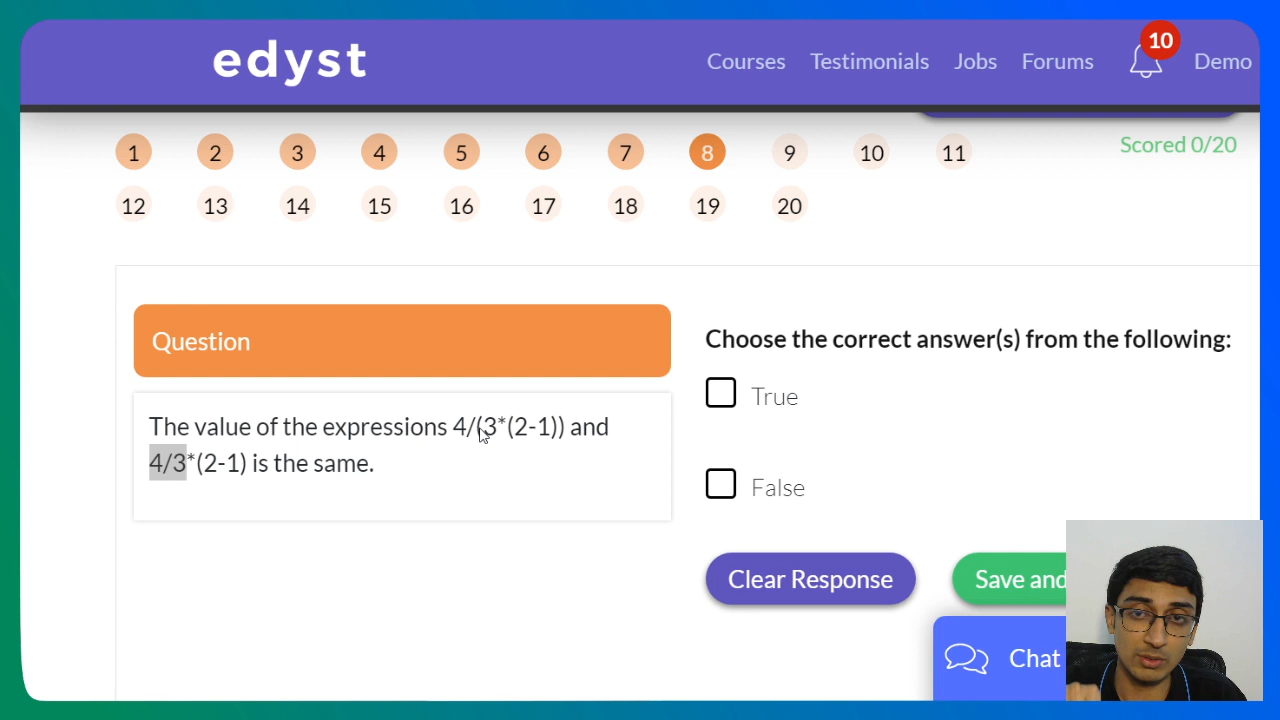 edyst
Courses Testimonials Jobs Forums 10 Demo
Scored 0/20
1 2 3 4 5 6 7 8 9 10 11
12 13 14 15 16 17 18 19 20
Question
The value of the expressions 4/(3*(2-1)) and
4/3*(2-1) is the same.
Choose the correct answer(s) from the following:
True
False
Clear Response
Save and
Chat